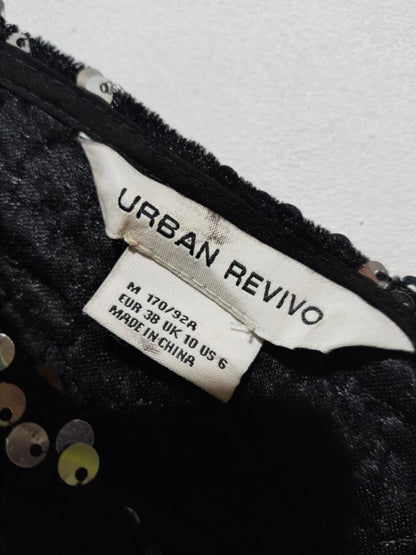 URBAN REVIVO
M 170/92A
EUR 38 UK 10 US 6
MADE IN CHINA